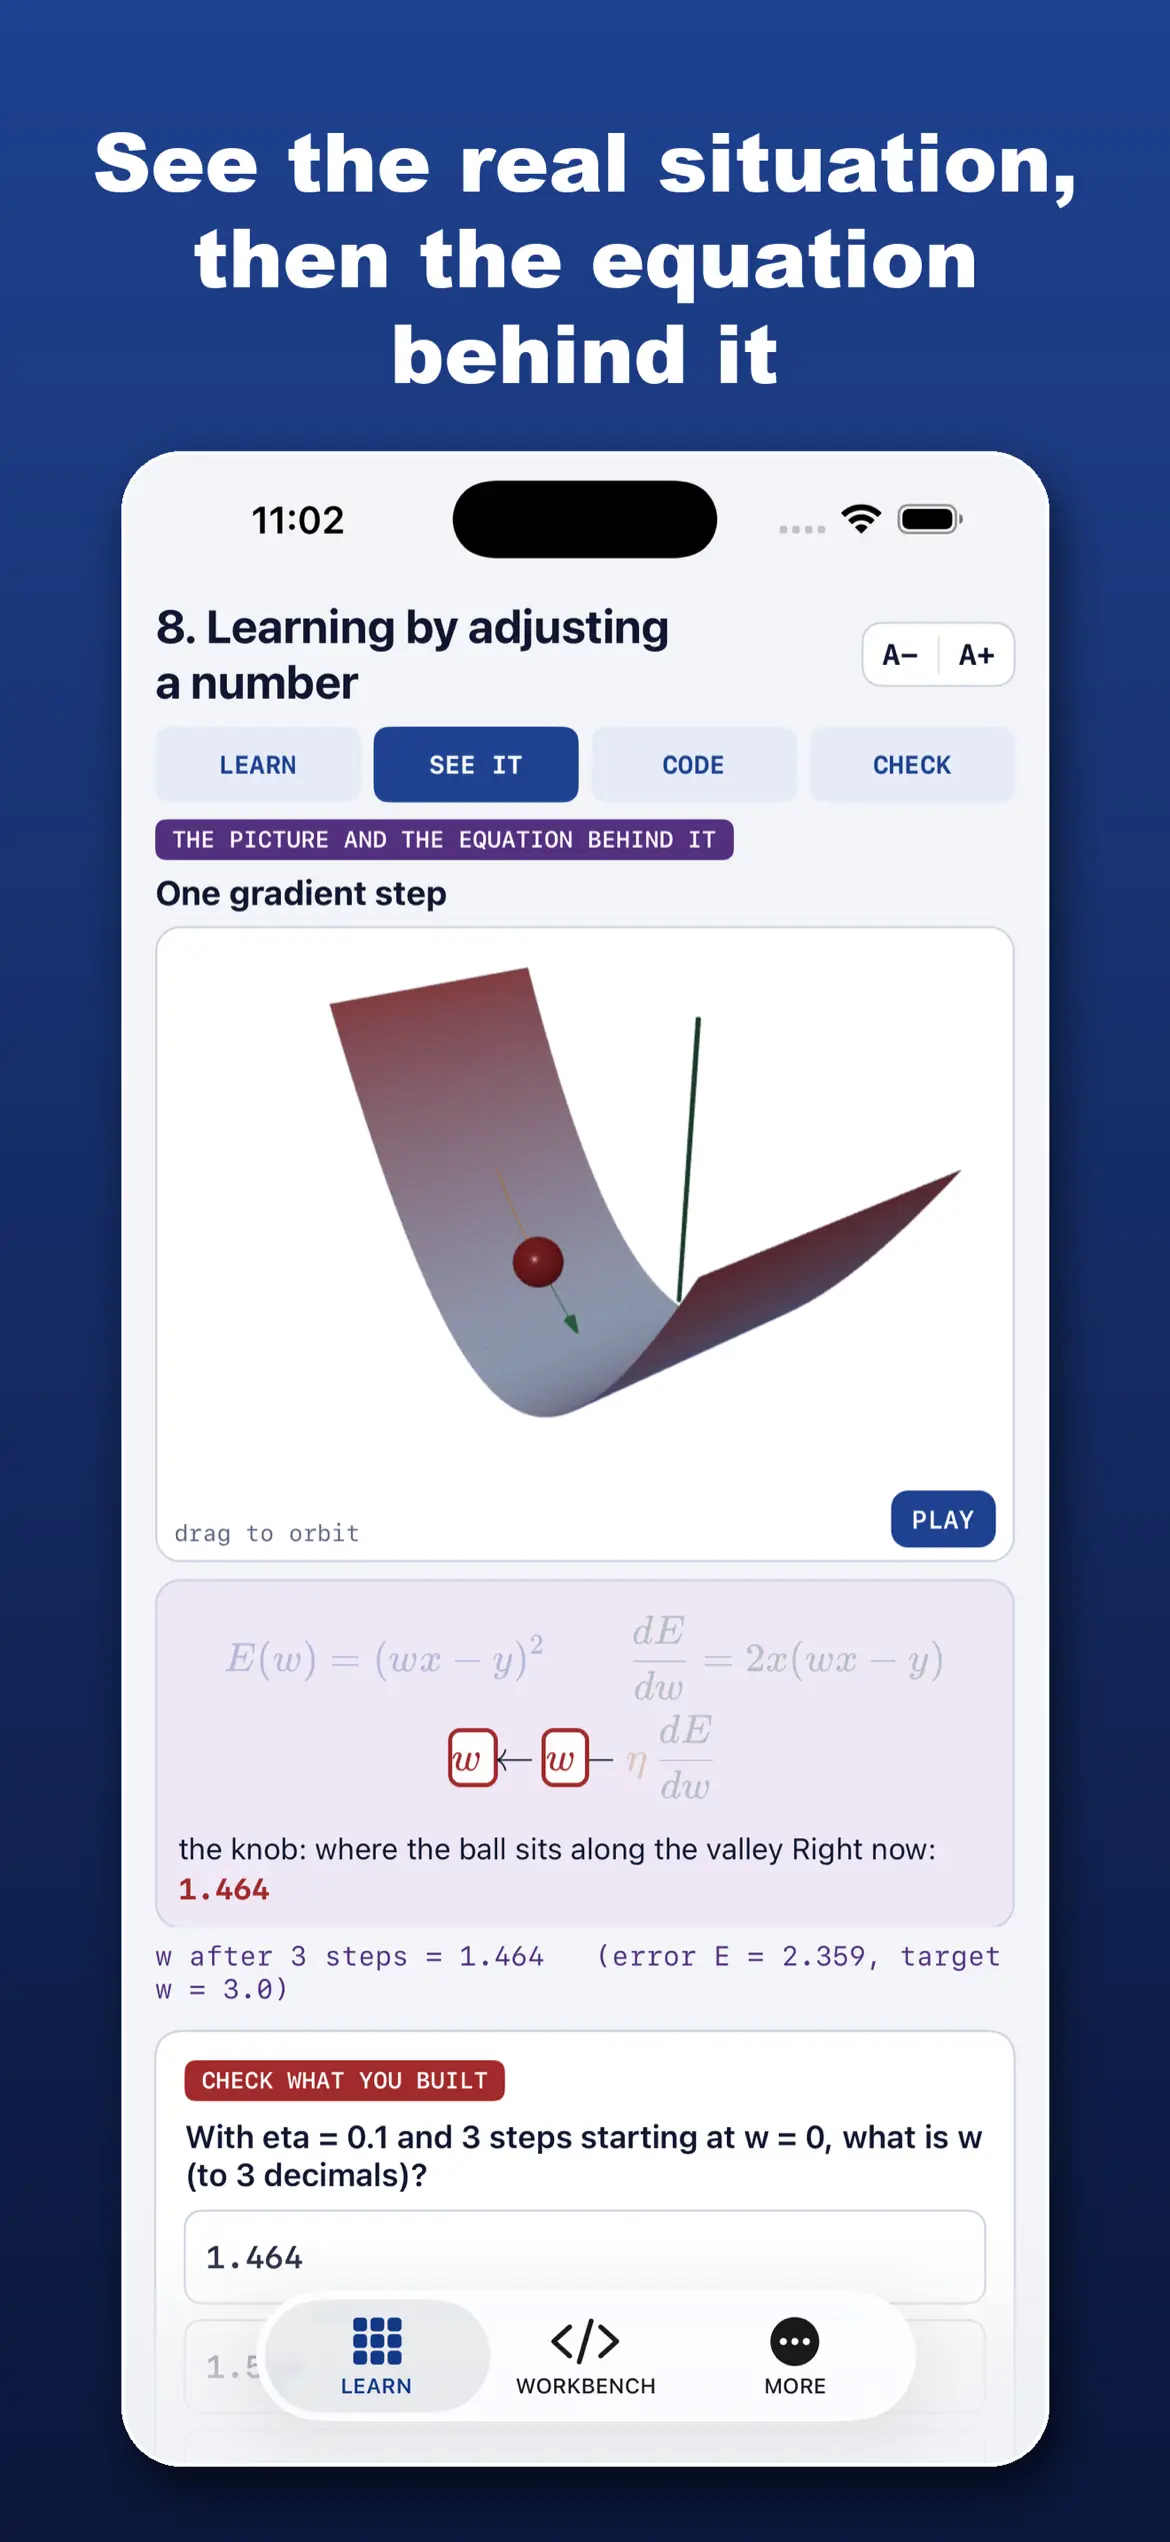 See the real situation,
then the equation
behind it
11:02
8. Learning by adjusting
a number
A− A+
LEARN SEE IT CODE CHECK
THE PICTURE AND THE EQUATION BEHIND IT
One gradient step
drag to orbit
PLAY
E(w) = (wx − y)² dE/dw = 2x(wx − y)
w ← w − η dE/dw
the knob: where the ball sits along the valley Right now:
1.464
w after 3 steps = 1.464 (error E = 2.359, target
w = 3.0)
CHECK WHAT YOU BUILT
With eta = 0.1 and 3 steps starting at w = 0, what is w
(to 3 decimals)?
1.464
LEARN WORKBENCH MORE